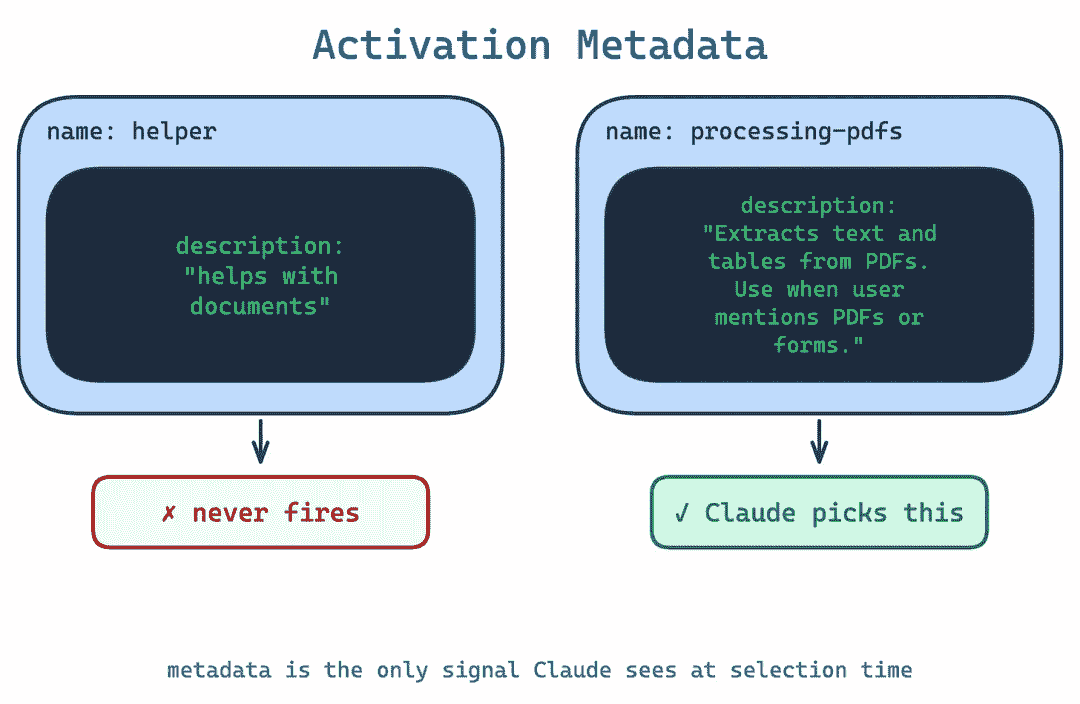 Activation Metadata
name: helper
description:
"helps with
documents"
✗ never fires
name: processing-pdfs
description:
"Extracts text and
tables from PDFs.
Use when user
mentions PDFs or
forms."
✓ Claude picks this
metadata is the only signal Claude sees at selection time